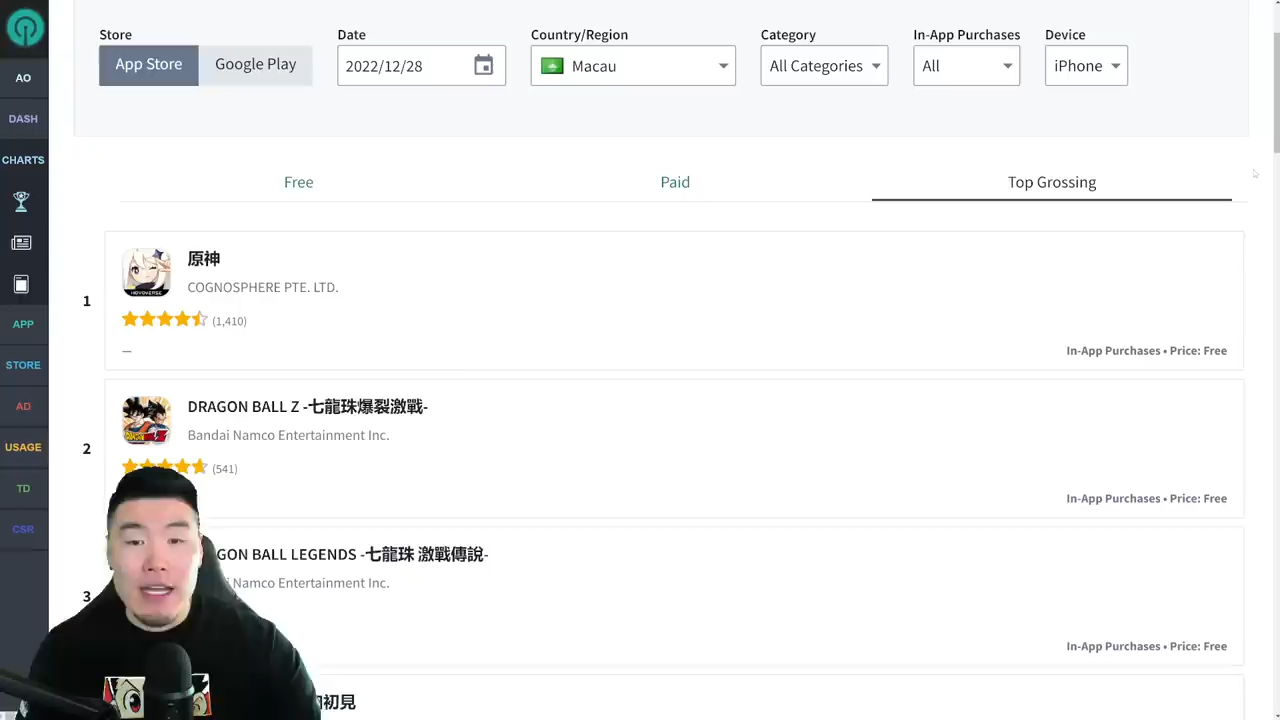 Store
Date
Country/Region
Category
In-App Purchases
Device
App Store
Google Play
2022/12/28
Macau
All Categories
All
iPhone
AO
DASH
CHARTS
APP
STORE
AD
USAGE
TD
CSR
Free
Paid
Top Grossing
1
原神
COGNOSPHERE PTE. LTD.
(1,410)
—
In-App Purchases • Price: Free
2
DRAGON BALL Z -七龍珠爆裂激戰-
Bandai Namco Entertainment Inc.
(541)
In-App Purchases • Price: Free
3
GON BALL LEGENDS -七龍珠 激戰傳說-
ai Namco Entertainment Inc.
In-App Purchases • Price: Free
初見
HOYOVERSE